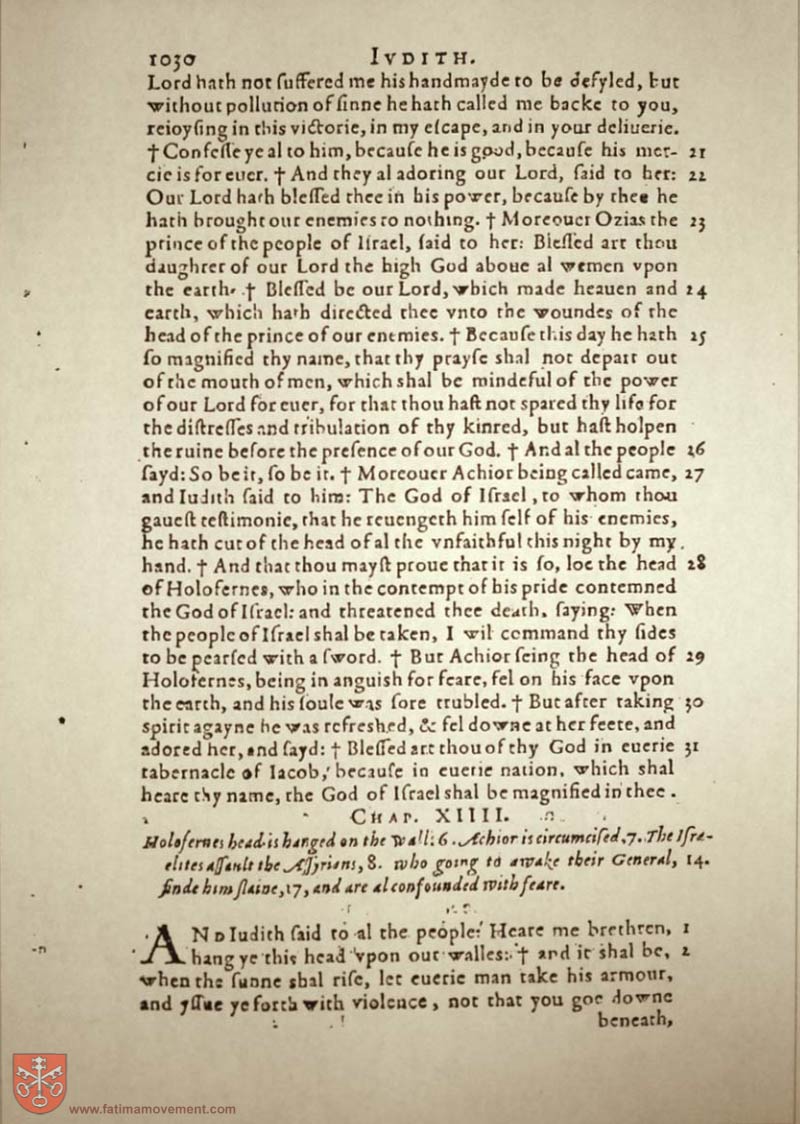 1030 IVDITH.
Lord hath not ſuffered me his handmayde to be defyled, but
without pollution of ſinne he hath called me backe to you,
reioyſing in this victorie, in my eſcape, and in your deliuerie.
† Confeſſe ye al to him, becauſe he is good, becauſe his mer- 21
cie is for euer. † And they al adoring our Lord, ſaid to her: 22
Our Lord hath bleſſed thee in his power, becauſe by thee he
hath brought our enemies to nothing. † Moreouer Ozias the 23
prince of the people of Iſrael, ſaid to her: Bleſſed art thou
daughter of our Lord the high God aboue al wemen vpon
the earth. † Bleſſed be our Lord, which made heauen and 24
earth, which hath directed thee vnto the woundes of the
head of the prince of our enemies. † Becauſe this day he hath 25
ſo magnified thy name, that thy prayſe shal not depart out
of the mouth of men, which shal be mindeful of the power
of our Lord for euer, for that thou haſt not spared thy life for
the diſtreſſes and tribulation of thy kinred, but haſt holpen
the ruine before the preſence of our God. † And al the people 26
ſayd: So be it, ſo be it. † Moreouer Achior being called came, 27
and Iudith ſaid to him: The God of Iſrael, to whom thou
gaueſt teſtimonie, that he reuengeth him ſelf of his enemies,
he hath cut of the head of al the vnfaithful this night by my
hand. † And that thou mayſt proue that it is ſo, loe the head 28
of Holofernes, who in the contempt of his pride contemned
the God of Iſrael: and threatened thee death, ſaying: When
the people of Iſrael shal be taken, I wil command thy ſides
to be pearſed with a ſword. † But Achior ſeing the head of 29
Holofernes, being in anguish for feare, fel on his face vpon
the earth, and his ſoule was ſore trubled. † But after taking 30
spirit agayne he was refreshed, & fel downe at her feete, and
adored her, and ſayd: † Bleſſed art thou of thy God in euerie 31
tabernacle of Iacob, becauſe in euerie nation, which shal
heare thy name, the God of Iſrael shal be magnified in thee.
CHAP. XIIII.
Holofernes head is hanged on the wall: 6. Achior is circumciſed, 7. The Iſra-
elites aſſault the Aſſyrians, 8. who going to awake their General, 14.
finde him ſlaine, 17, and are al confounded with feare.
AND Iudith ſaid to al the people: Heare me brethren, 1
hang ye this head vpon our walles: † and it shal be, 2
when the ſunne shal riſe, let euerie man take his armour,
and yſſue ye forth with violence, not that you goe downe
beneath,
www.fatimamovement.com